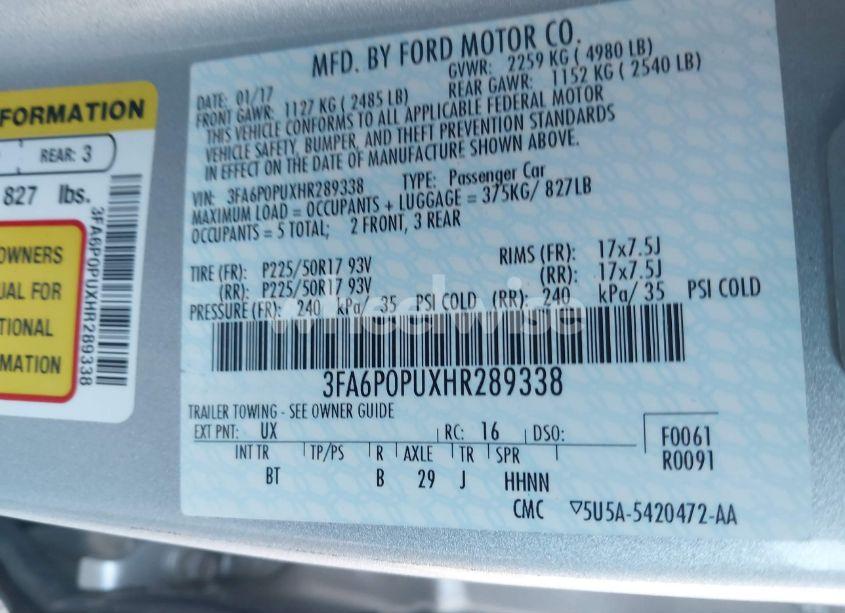 FORMATION
REAR: 3
827 lbs.
OWNERS
UAL FOR
TIONAL
RMATION
3FA6P0PUXHR289338
MFD. BY FORD MOTOR CO.
DATE: 01/17 GVWR: 2259 KG ( 4980 LB)
FRONT GAWR: 1127 KG ( 2485 LB) REAR GAWR: 1152 KG ( 2540 LB)
THIS VEHICLE CONFORMS TO ALL APPLICABLE FEDERAL MOTOR
VEHICLE SAFETY, BUMPER, AND THEFT PREVENTION STANDARDS
IN EFFECT ON THE DATE OF MANUFACTURE SHOWN ABOVE.
VIN: 3FA6P0PUXHR289338 TYPE: Passenger Car
MAXIMUM LOAD = OCCUPANTS + LUGGAGE = 375KG/ 827LB
OCCUPANTS = 5 TOTAL; 2 FRONT, 3 REAR
TIRE (FR): P225/50R17 93V RIMS (FR): 17x7.5J
(RR): P225/50R17 93V (RR): 17x7.5J
PRESSURE (FR): 240 kPa/ 35 PSI COLD (RR): 240 kPa/ 35 PSI COLD
wheelwise
3FA6P0PUXHR289338
TRAILER TOWING - SEE OWNER GUIDE
EXT PNT: UX RC: 16 DSO: F0061
INT TR TP/PS R AXLE TR SPR R0091
BT B 29 J HHNN
CMC ▽5U5A-5420472-AA